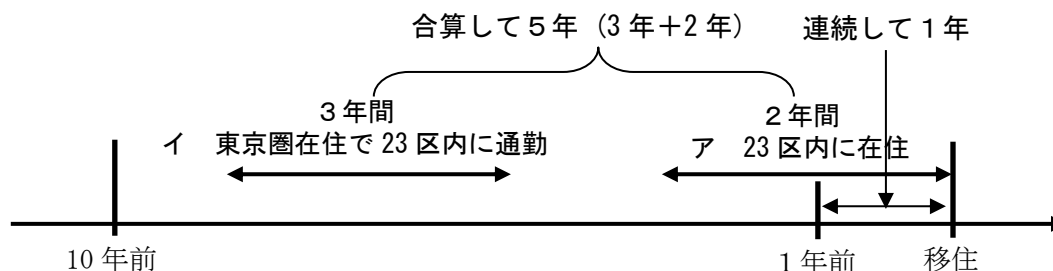 合算して５年（3 年＋2 年）
連続して１年
３年間
イ　東京圏在住で 23 区内に通勤
２年間
ア　23 区内に在住
10 年前
１年前
移住